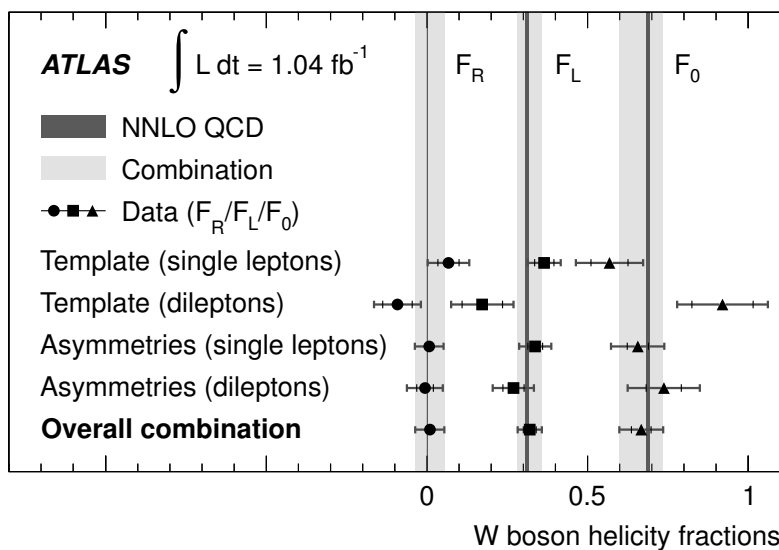 ATLAS ∫ L dt = 1.04 fb⁻¹ F_R F_L F_0
NNLO QCD
Combination
Data (F_R/F_L/F_0)
Template (single leptons)
Template (dileptons)
Asymmetries (single leptons)
Asymmetries (dileptons)
Overall combination
0 0.5 1
W boson helicity fractions